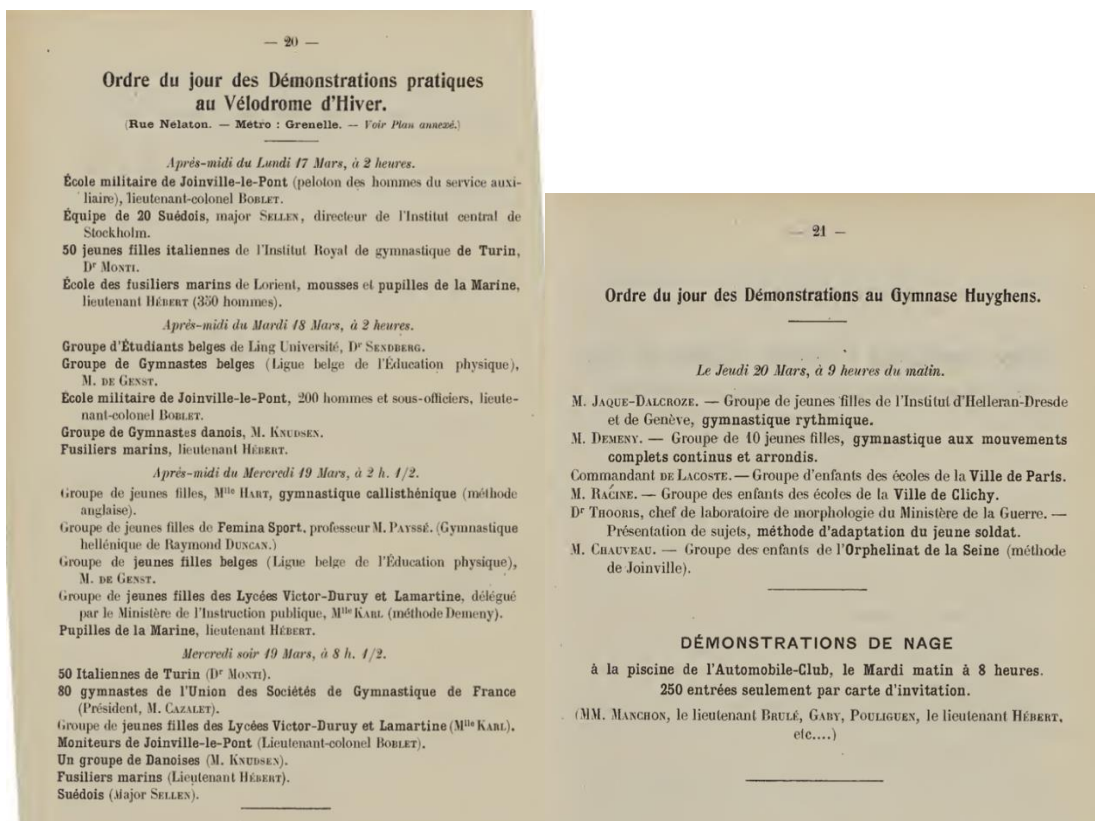 — 20 —
Ordre du jour des Démonstrations pratiques
au Vélodrome d'Hiver.
(Rue Nélaton. — Métro : Grenelle. — Voir Plan annexé.)
Après-midi du Lundi 17 Mars, à 2 heures.
École militaire de Joinville-le-Pont (peloton des hommes du service auxi-
liaire), lieutenant-colonel BOBLET.
Équipe de 20 Suédois, major SELLEN, directeur de l'Institut central de
Stockholm.
50 jeunes filles italiennes de l'Institut Royal de gymnastique de Turin,
Dr MONTI.
École des fusiliers marins de Lorient, mousses et pupilles de la Marine,
lieutenant HÉBERT (350 hommes).
Après-midi du Mardi 18 Mars, à 2 heures.
Groupe d'Étudiants belges de Ling Université, Dr SENDBERG.
Groupe de Gymnastes belges (Ligue belge de l'Éducation physique),
M. DE GENST.
École militaire de Joinville-le-Pont, 200 hommes et sous-officiers, lieute-
nant-colonel BOBLET.
Groupe de Gymnastes danois, M. KNUDSEN.
Fusiliers marins, lieutenant HÉBERT.
Après-midi du Mercredi 19 Mars, à 2 h. 1/2.
Groupe de jeunes filles, Mlle HART, gymnastique callisthénique (méthode
anglaise).
Groupe de jeunes filles de Femina Sport, professeur M. PAYSSÉ. (Gymnastique
hellénique de Raymond DUNCAN.)
Groupe de jeunes filles belges (Ligue belge de l'Éducation physique),
M. DE GENST.
Groupe de jeunes filles des Lycées Victor-Duruy et Lamartine, délégué
par le Ministère de l'Instruction publique, Mlle KARL (méthode Demeny).
Pupilles de la Marine, lieutenant HÉBERT.
Mercredi soir 19 Mars, à 8 h. 1/2.
50 Italiennes de Turin (Dr MONTI).
80 gymnastes de l'Union des Sociétés de Gymnastique de France
(Président, M. CAZALET).
Groupe de jeunes filles des Lycées Victor-Duruy et Lamartine (Mlle KARL).
Moniteurs de Joinville-le-Pont (Lieutenant-colonel BOBLET).
Un groupe de Danoises (M. KNUDSEN).
Fusiliers marins (Lieutenant HÉBERT).
Suédois (Major SELLEN).
— 21 —
Ordre du jour des Démonstrations au Gymnase Huyghens.
Le Jeudi 20 Mars, à 9 heures du matin.
M. JAQUE-DALCROZE. — Groupe de jeunes filles de l'Institut d'Helleran-Dresde
et de Genève, gymnastique rythmique.
M. DEMENY. — Groupe de 10 jeunes filles, gymnastique aux mouvements
complets continus et arrondis.
Commandant DE LACOSTE. — Groupe d'enfants des écoles de la Ville de Paris.
M. RACINE. — Groupe des enfants des écoles de la Ville de Clichy.
Dr THOORIS, chef de laboratoire de morphologie du Ministère de la Guerre. —
Présentation de sujets, méthode d'adaptation du jeune soldat.
M. CHAUVEAU. — Groupe des enfants de l'Orphelinat de la Seine (méthode
de Joinville).
DÉMONSTRATIONS DE NAGE
à la piscine de l'Automobile-Club, le Mardi matin à 8 heures.
250 entrées seulement par carte d'invitation.
(MM. MANCHON, le lieutenant BRULÉ, GABY, POULIGUEN, le lieutenant HÉBERT,
etc....)